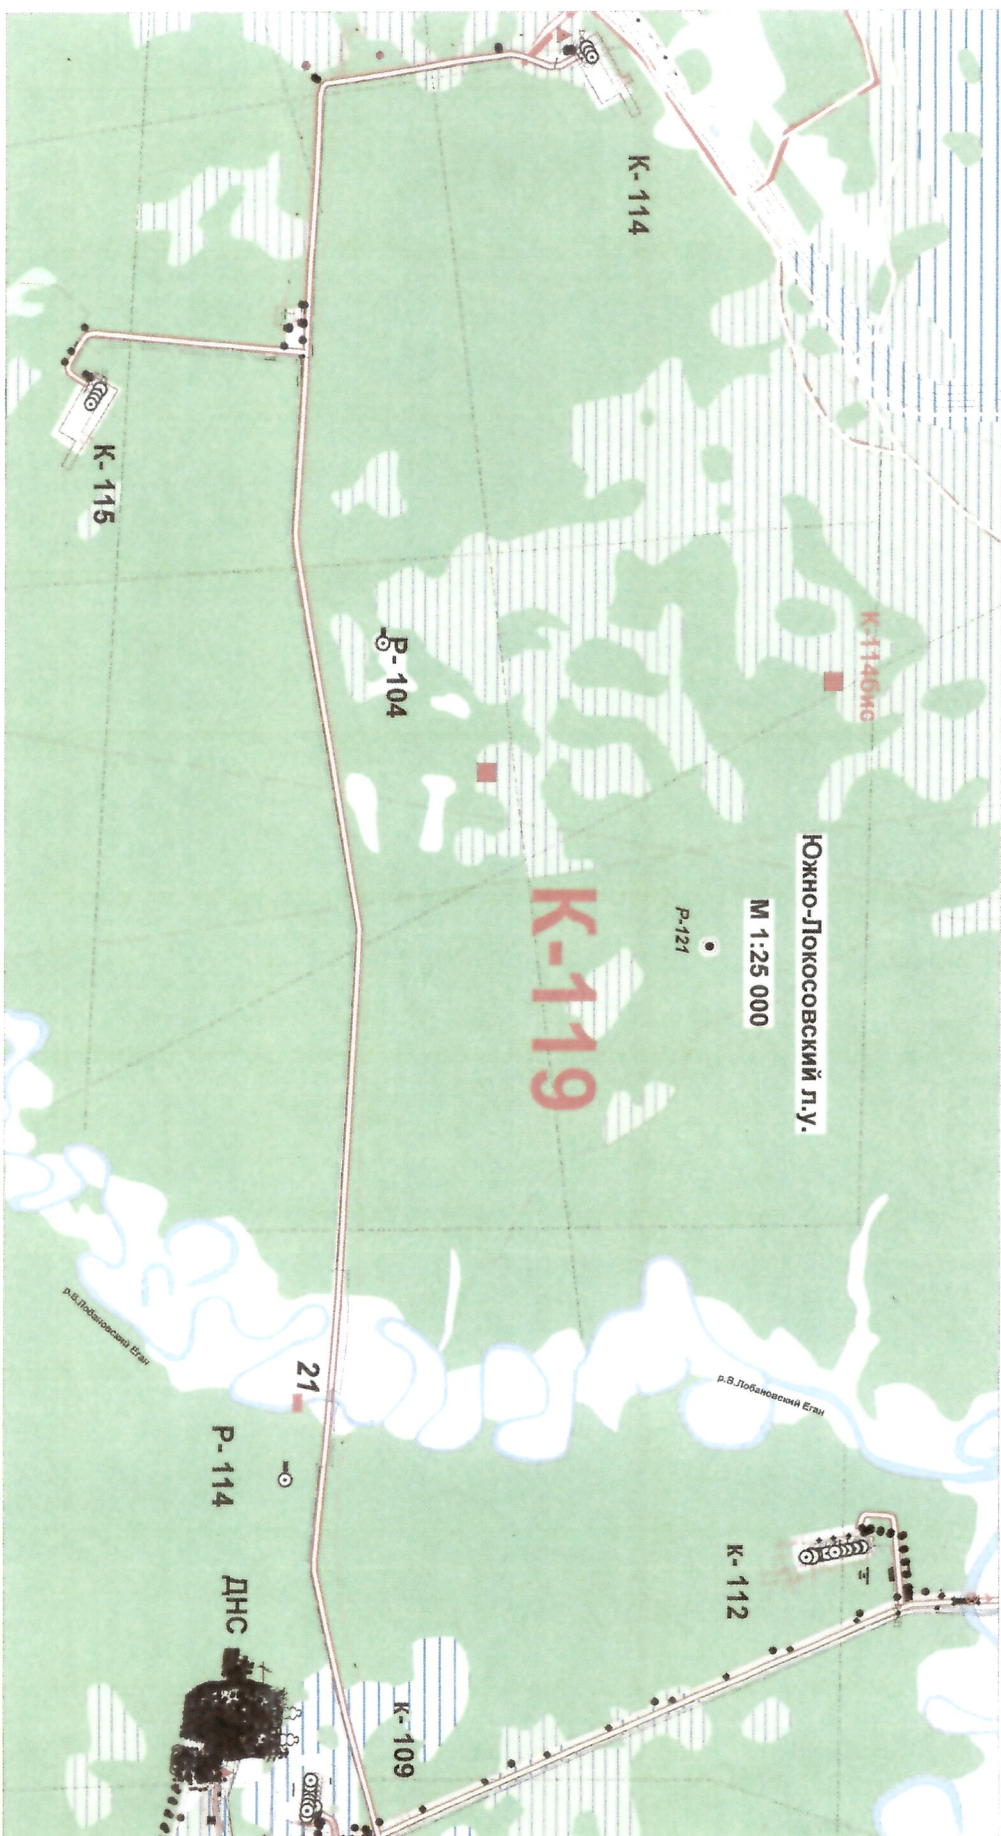 Южно-Локосовский л.у.
М 1:25 000
К-114бис
К-114
Р-121
К-119
Р-104
К-115
р.В.Лобановский Еган
р.В.Лобановский Еган
21
Р-114
К-112
ДНС
К-109